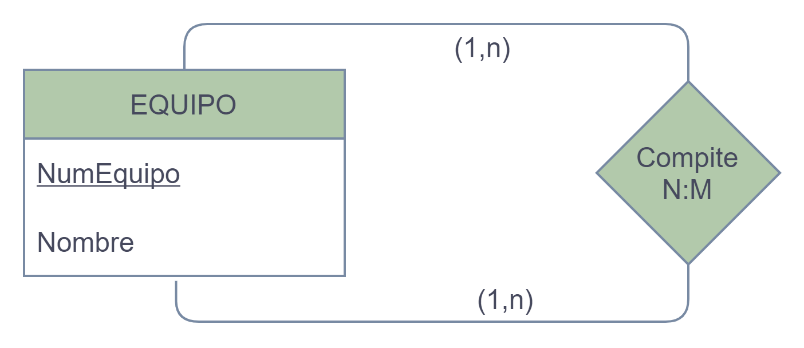 (1,n)
EQUIPO
NumEquipo
Nombre
Compite
N:M
(1,n)